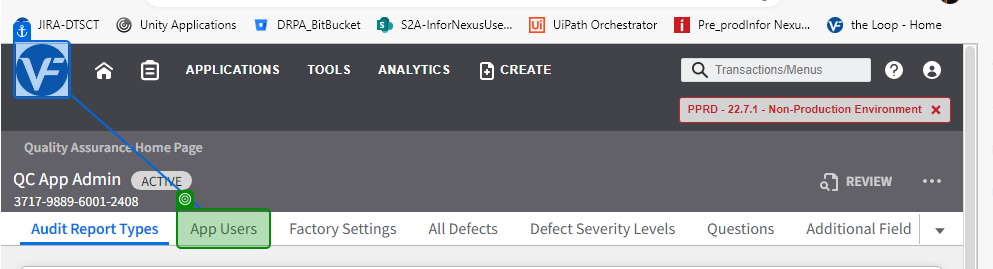 JIRA-DTSCT Unity Applications DRPA_BitBucket S2A-InforNexusUse... UiPath Orchestrator Pre_prodInfor Nexu... the Loop - Home
VF APPLICATIONS TOOLS ANALYTICS CREATE Transactions/Menus
PPRD - 22.7.1 - Non-Production Environment
Quality Assurance Home Page
QC App Admin ACTIVE REVIEW
3717-9889-6001-2408
Audit Report Types App Users Factory Settings All Defects Defect Severity Levels Questions Additional Field